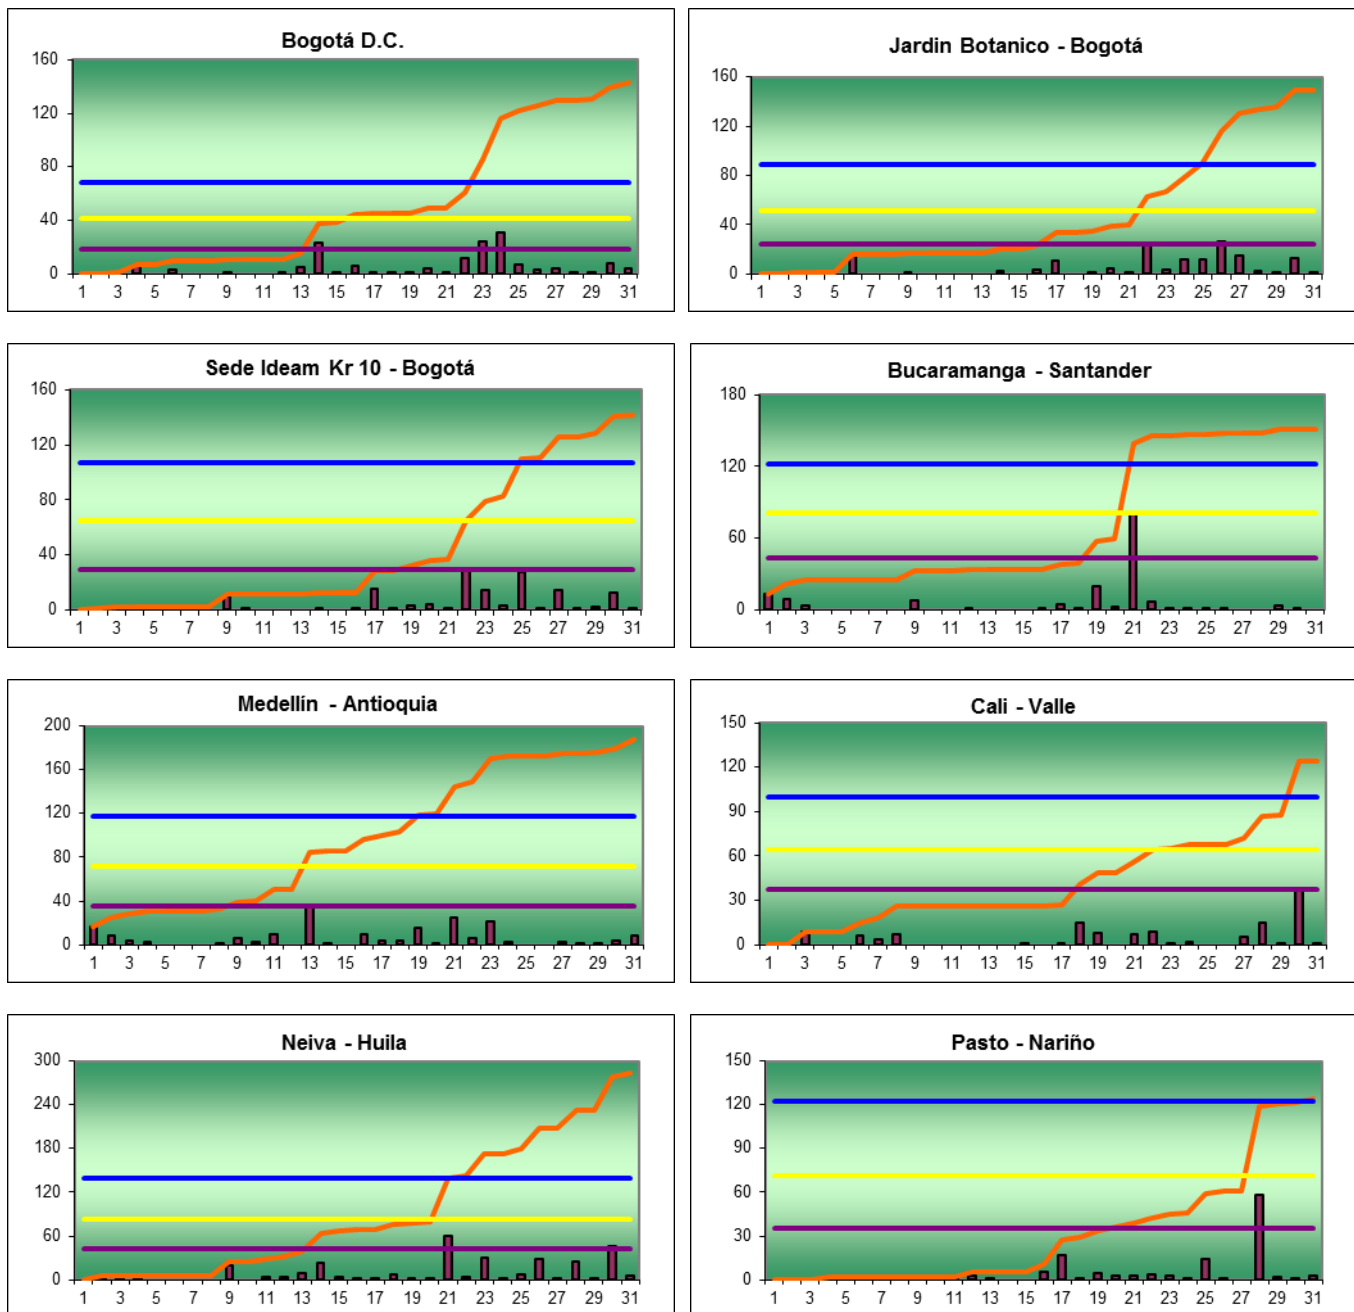 Bogotá D.C.
160
120
80
40
0
1 3 5 7 9 11 13 15 17 19 21 23 25 27 29 31
Jardin Botanico - Bogotá
160
120
80
40
0
1 3 5 7 9 11 13 15 17 19 21 23 25 27 29 31
Sede Ideam Kr 10 - Bogotá
160
120
80
40
0
1 3 5 7 9 11 13 15 17 19 21 23 25 27 29 31
Bucaramanga - Santander
180
120
60
0
1 3 5 7 9 11 13 15 17 19 21 23 25 27 29 31
Medellín - Antioquia
200
160
120
80
40
0
1 3 5 7 9 11 13 15 17 19 21 23 25 27 29 31
Cali - Valle
150
120
90
60
30
0
1 3 5 7 9 11 13 15 17 19 21 23 25 27 29 31
Neiva - Huila
300
240
180
120
60
0
1 3 5 7 9 11 13 15 17 19 21 23 25 27 29 31
Pasto - Nariño
150
120
90
60
30
0
1 3 5 7 9 11 13 15 17 19 21 23 25 27 29 31